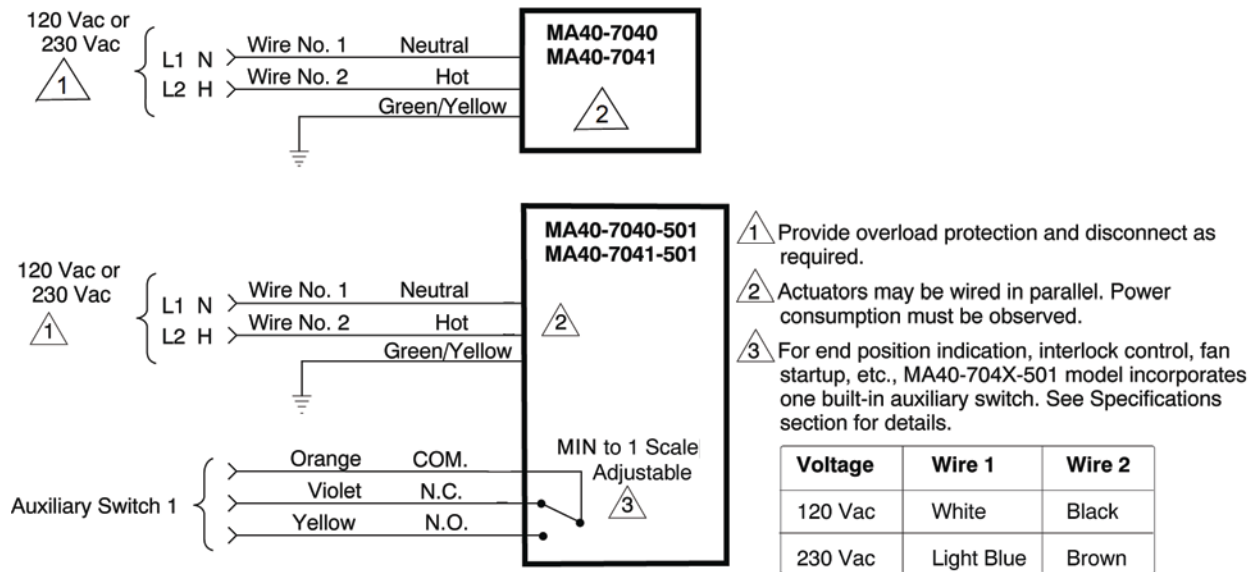 120 Vac or
230 Vac
1
L1 N
L2 H
Wire No. 1 Neutral
Wire No. 2 Hot
Green/Yellow
MA40-7040
MA40-7041
2
120 Vac or
230 Vac
1
L1 N
L2 H
Wire No. 1 Neutral
Wire No. 2 Hot
Green/Yellow
MA40-7040-501
MA40-7041-501
2
MIN to 1 Scale
Adjustable
3
Auxiliary Switch 1
Orange COM.
Violet N.C.
Yellow N.O.
1 Provide overload protection and disconnect as
required.
2 Actuators may be wired in parallel. Power
consumption must be observed.
3 For end position indication, interlock control, fan
startup, etc., MA40-704X-501 model incorporates
one built-in auxiliary switch. See Specifications
section for details.
Voltage Wire 1 Wire 2
120 Vac White Black
230 Vac Light Blue Brown